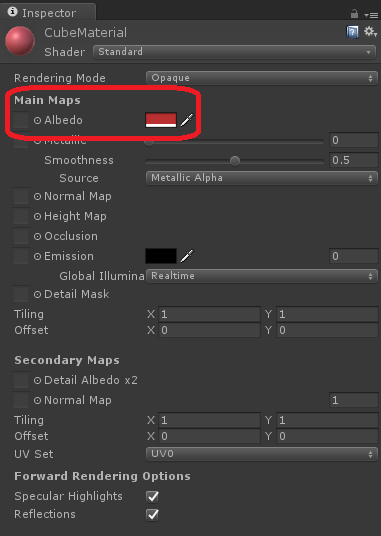 Inspector
CubeMaterial
Shader Standard
Rendering Mode Opaque
Main Maps
Albedo
Metallic 0
Smoothness 0.5
Source Metallic Alpha
Normal Map
Height Map
Occlusion
Emission 0
Global Illumina Realtime
Detail Mask
Tiling X 1 Y 1
Offset X 0 Y 0
Secondary Maps
Detail Albedo x2
Normal Map 1
Tiling X 1 Y 1
Offset X 0 Y 0
UV Set UV0
Forward Rendering Options
Specular Highlights
Reflections